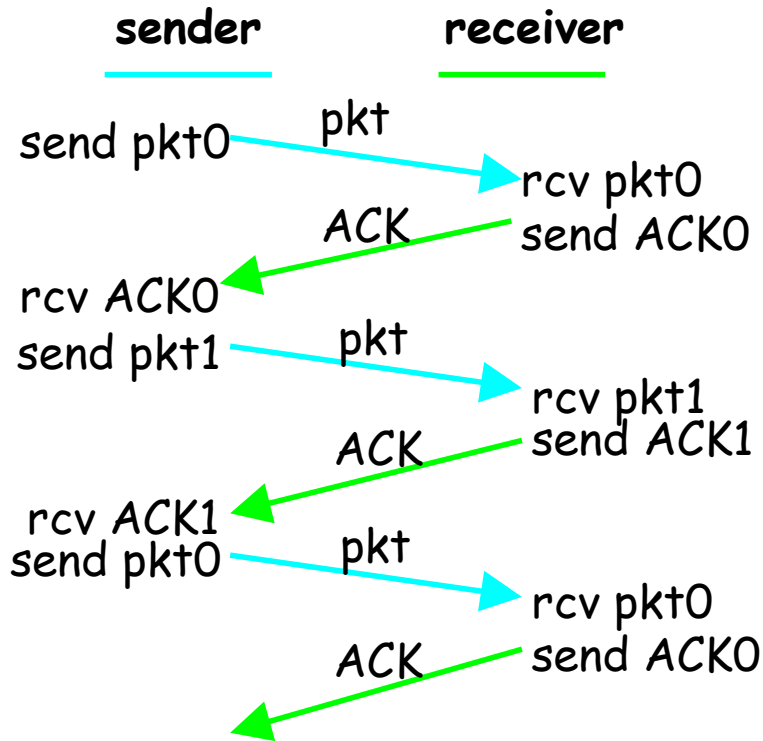 sender receiver
send pkt0 pkt
rcv pkt0
ACK send ACK0
rcv ACK0
send pkt1 pkt
rcv pkt1
ACK send ACK1
rcv ACK1
send pkt0 pkt
rcv pkt0
ACK send ACK0